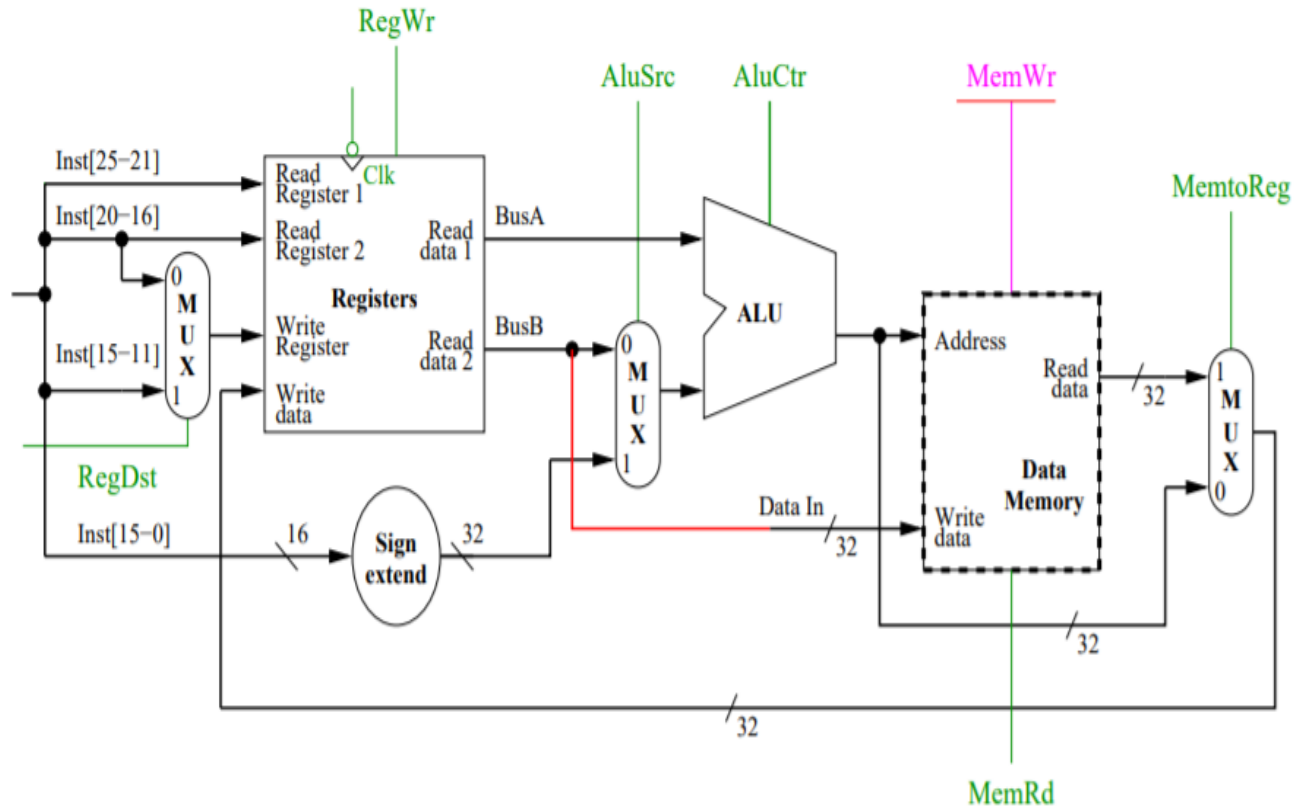 RegWr
AluSrc
AluCtr
MemWr
MemtoReg
Inst[25−21]
Inst[20−16]
Inst[15−11]
Inst[15−0]
RegDst
0
M
U
X
1
Clk
Read
Register 1
Read
Register 2
Registers
Write
Register
Write
data
Read
data 1
Read
data 2
BusA
BusB
16
Sign
extend
32
0
M
U
X
1
ALU
Data In
32
Address
Read
data
Data
Memory
Write
data
32
1
M
U
X
0
32
32
MemRd